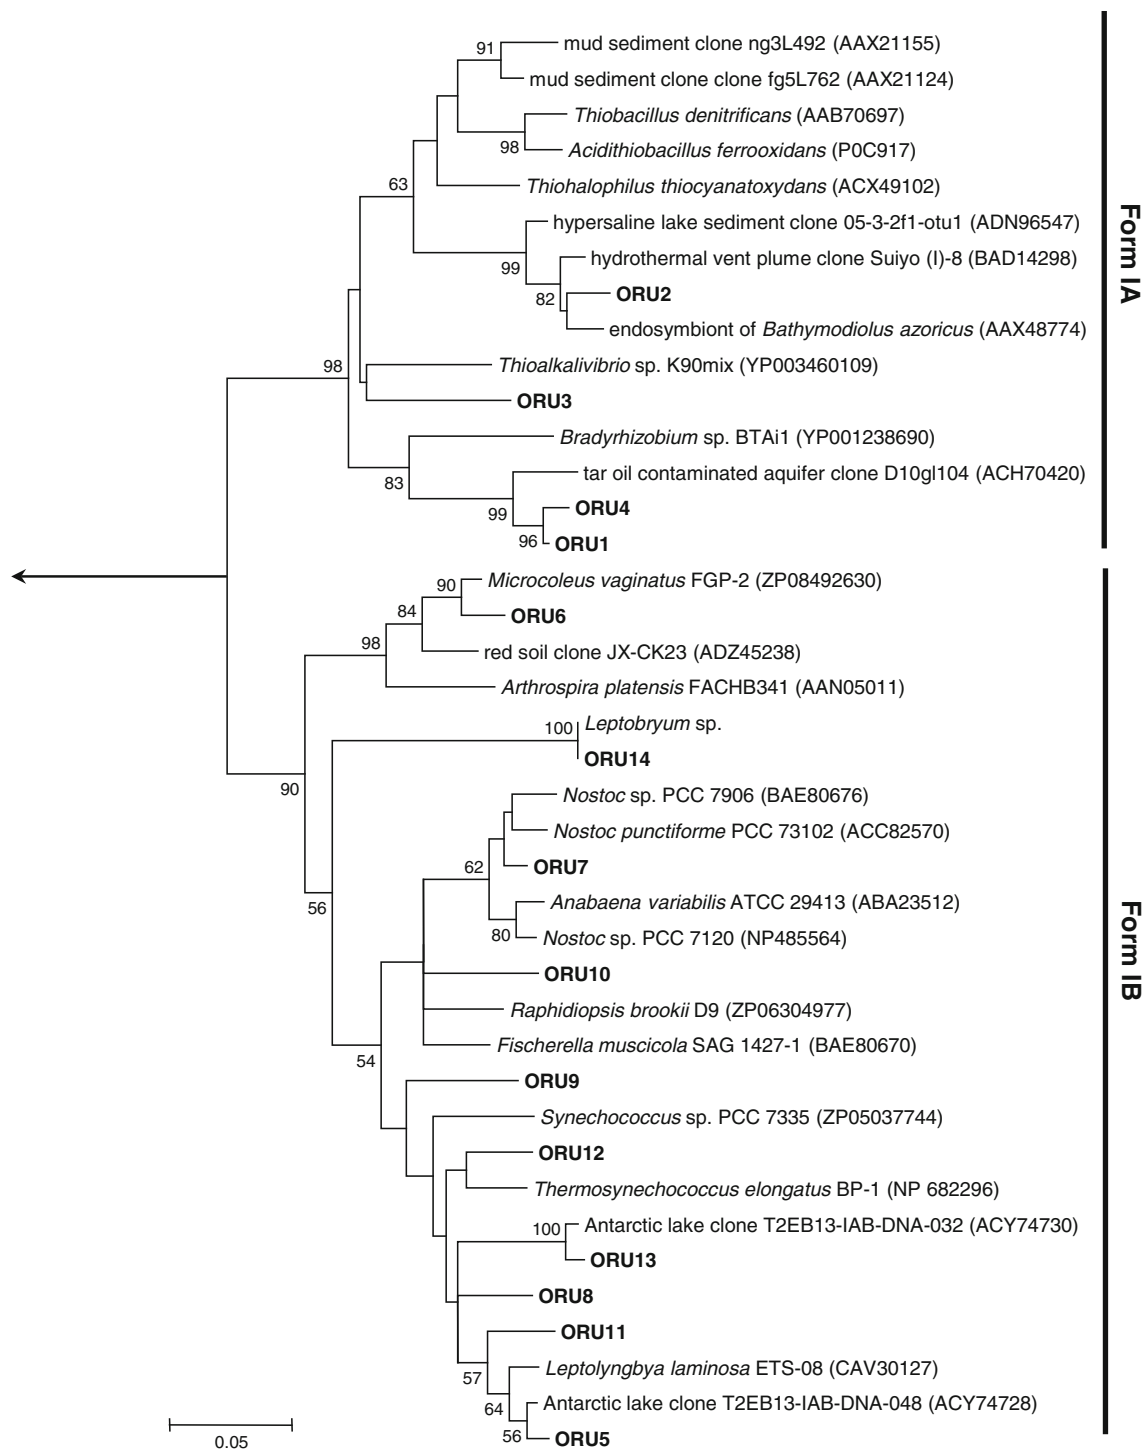 91
mud sediment clone ng3L492 (AAX21155)
mud sediment clone clone fg5L762 (AAX21124)
Thiobacillus denitrificans (AAB70697)
98
Acidithiobacillus ferrooxidans (P0C917)
63
Thiohalophilus thiocyanatoxydans (ACX49102)
hypersaline lake sediment clone 05-3-2f1-otu1 (ADN96547)
99
hydrothermal vent plume clone Suiyo (I)-8 (BAD14298)
82
ORU2
endosymbiont of Bathymodiolus azoricus (AAX48774)
98
Thioalkalivibrio sp. K90mix (YP003460109)
ORU3
Bradyrhizobium sp. BTAi1 (YP001238690)
83
tar oil contaminated aquifer clone D10gl104 (ACH70420)
99
ORU4
96
ORU1
Form IA
90
Microcoleus vaginatus FGP-2 (ZP08492630)
84
ORU6
98
red soil clone JX-CK23 (ADZ45238)
Arthrospira platensis FACHB341 (AAN05011)
100
Leptobryum sp.
ORU14
90
Nostoc sp. PCC 7906 (BAE80676)
Nostoc punctiforme PCC 73102 (ACC82570)
62
ORU7
56
Anabaena variabilis ATCC 29413 (ABA23512)
80
Nostoc sp. PCC 7120 (NP485564)
ORU10
Raphidiopsis brookii D9 (ZP06304977)
Fischerella muscicola SAG 1427-1 (BAE80670)
54
ORU9
Synechococcus sp. PCC 7335 (ZP05037744)
ORU12
Thermosynechococcus elongatus BP-1 (NP 682296)
100
Antarctic lake clone T2EB13-IAB-DNA-032 (ACY74730)
ORU13
ORU8
ORU11
57
Leptolyngbya laminosa ETS-08 (CAV30127)
64
Antarctic lake clone T2EB13-IAB-DNA-048 (ACY74728)
56
ORU5
Form IB
0.05